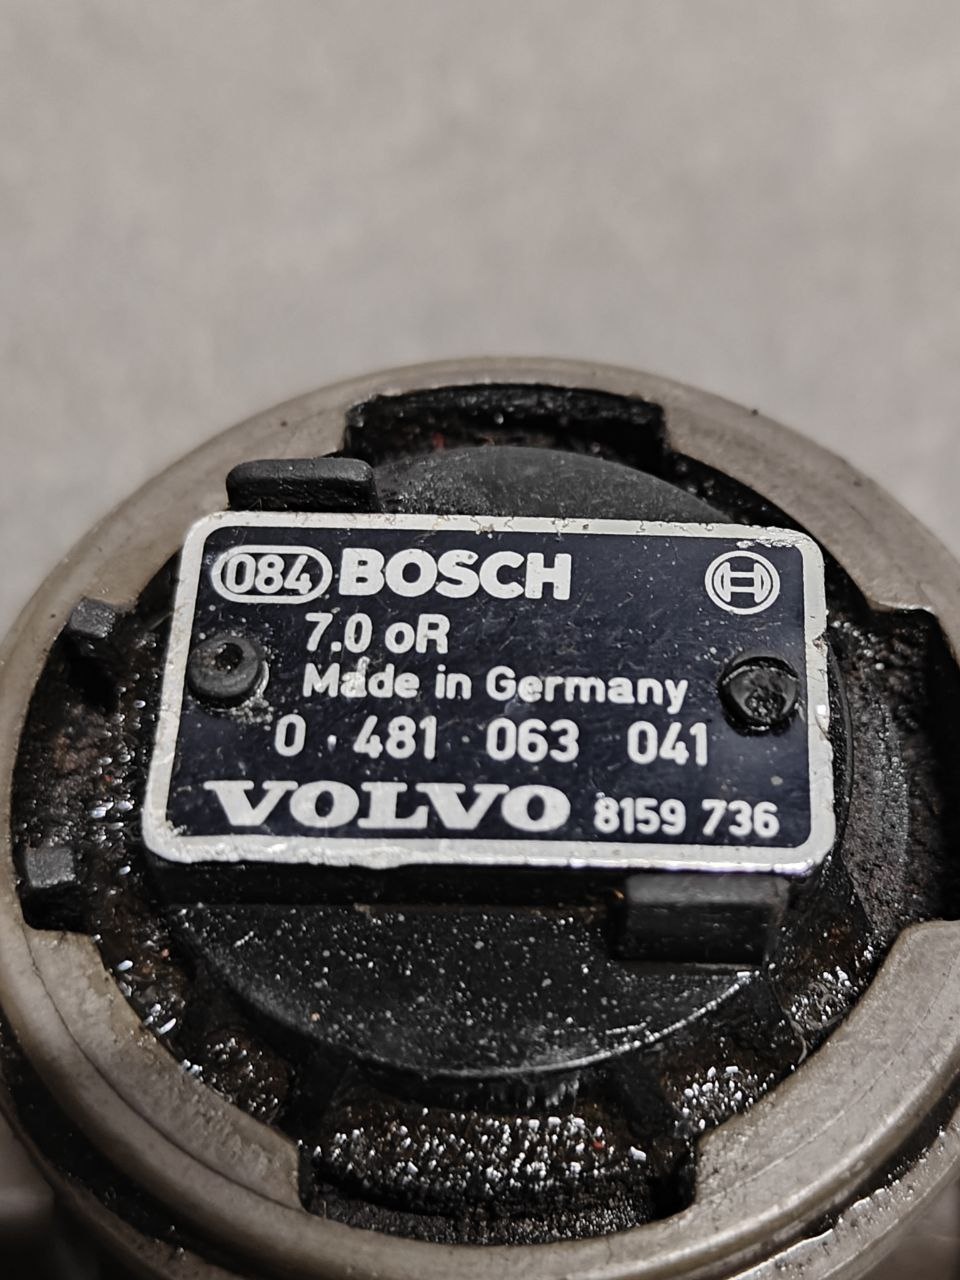 084 BOSCH
7.0 oR
Made in Germany
0 481 063 041
VOLVO 8159 736